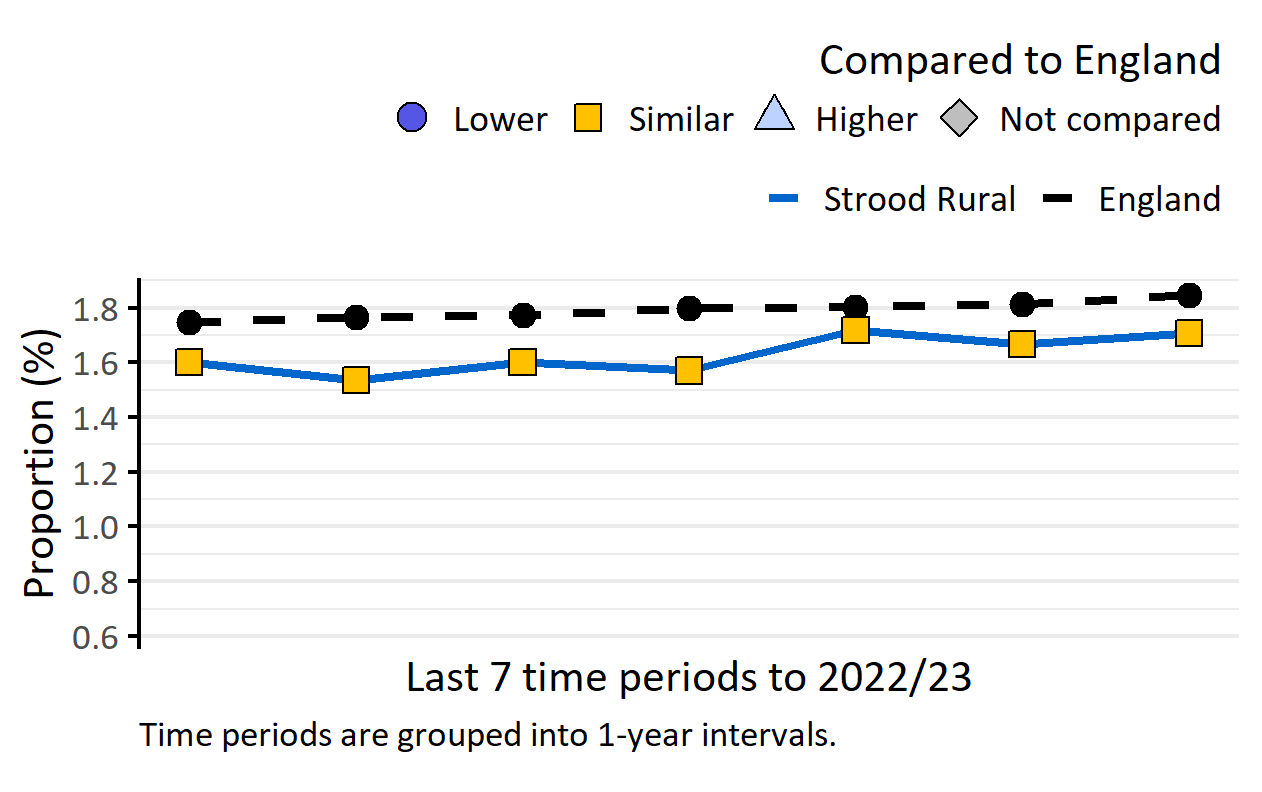 Compared to England
Lower Similar Higher Not compared
Strood Rural England
Proportion (%)
1.8
1.6
1.4
1.2
1.0
0.8
0.6
Last 7 time periods to 2022/23
Time periods are grouped into 1-year intervals.